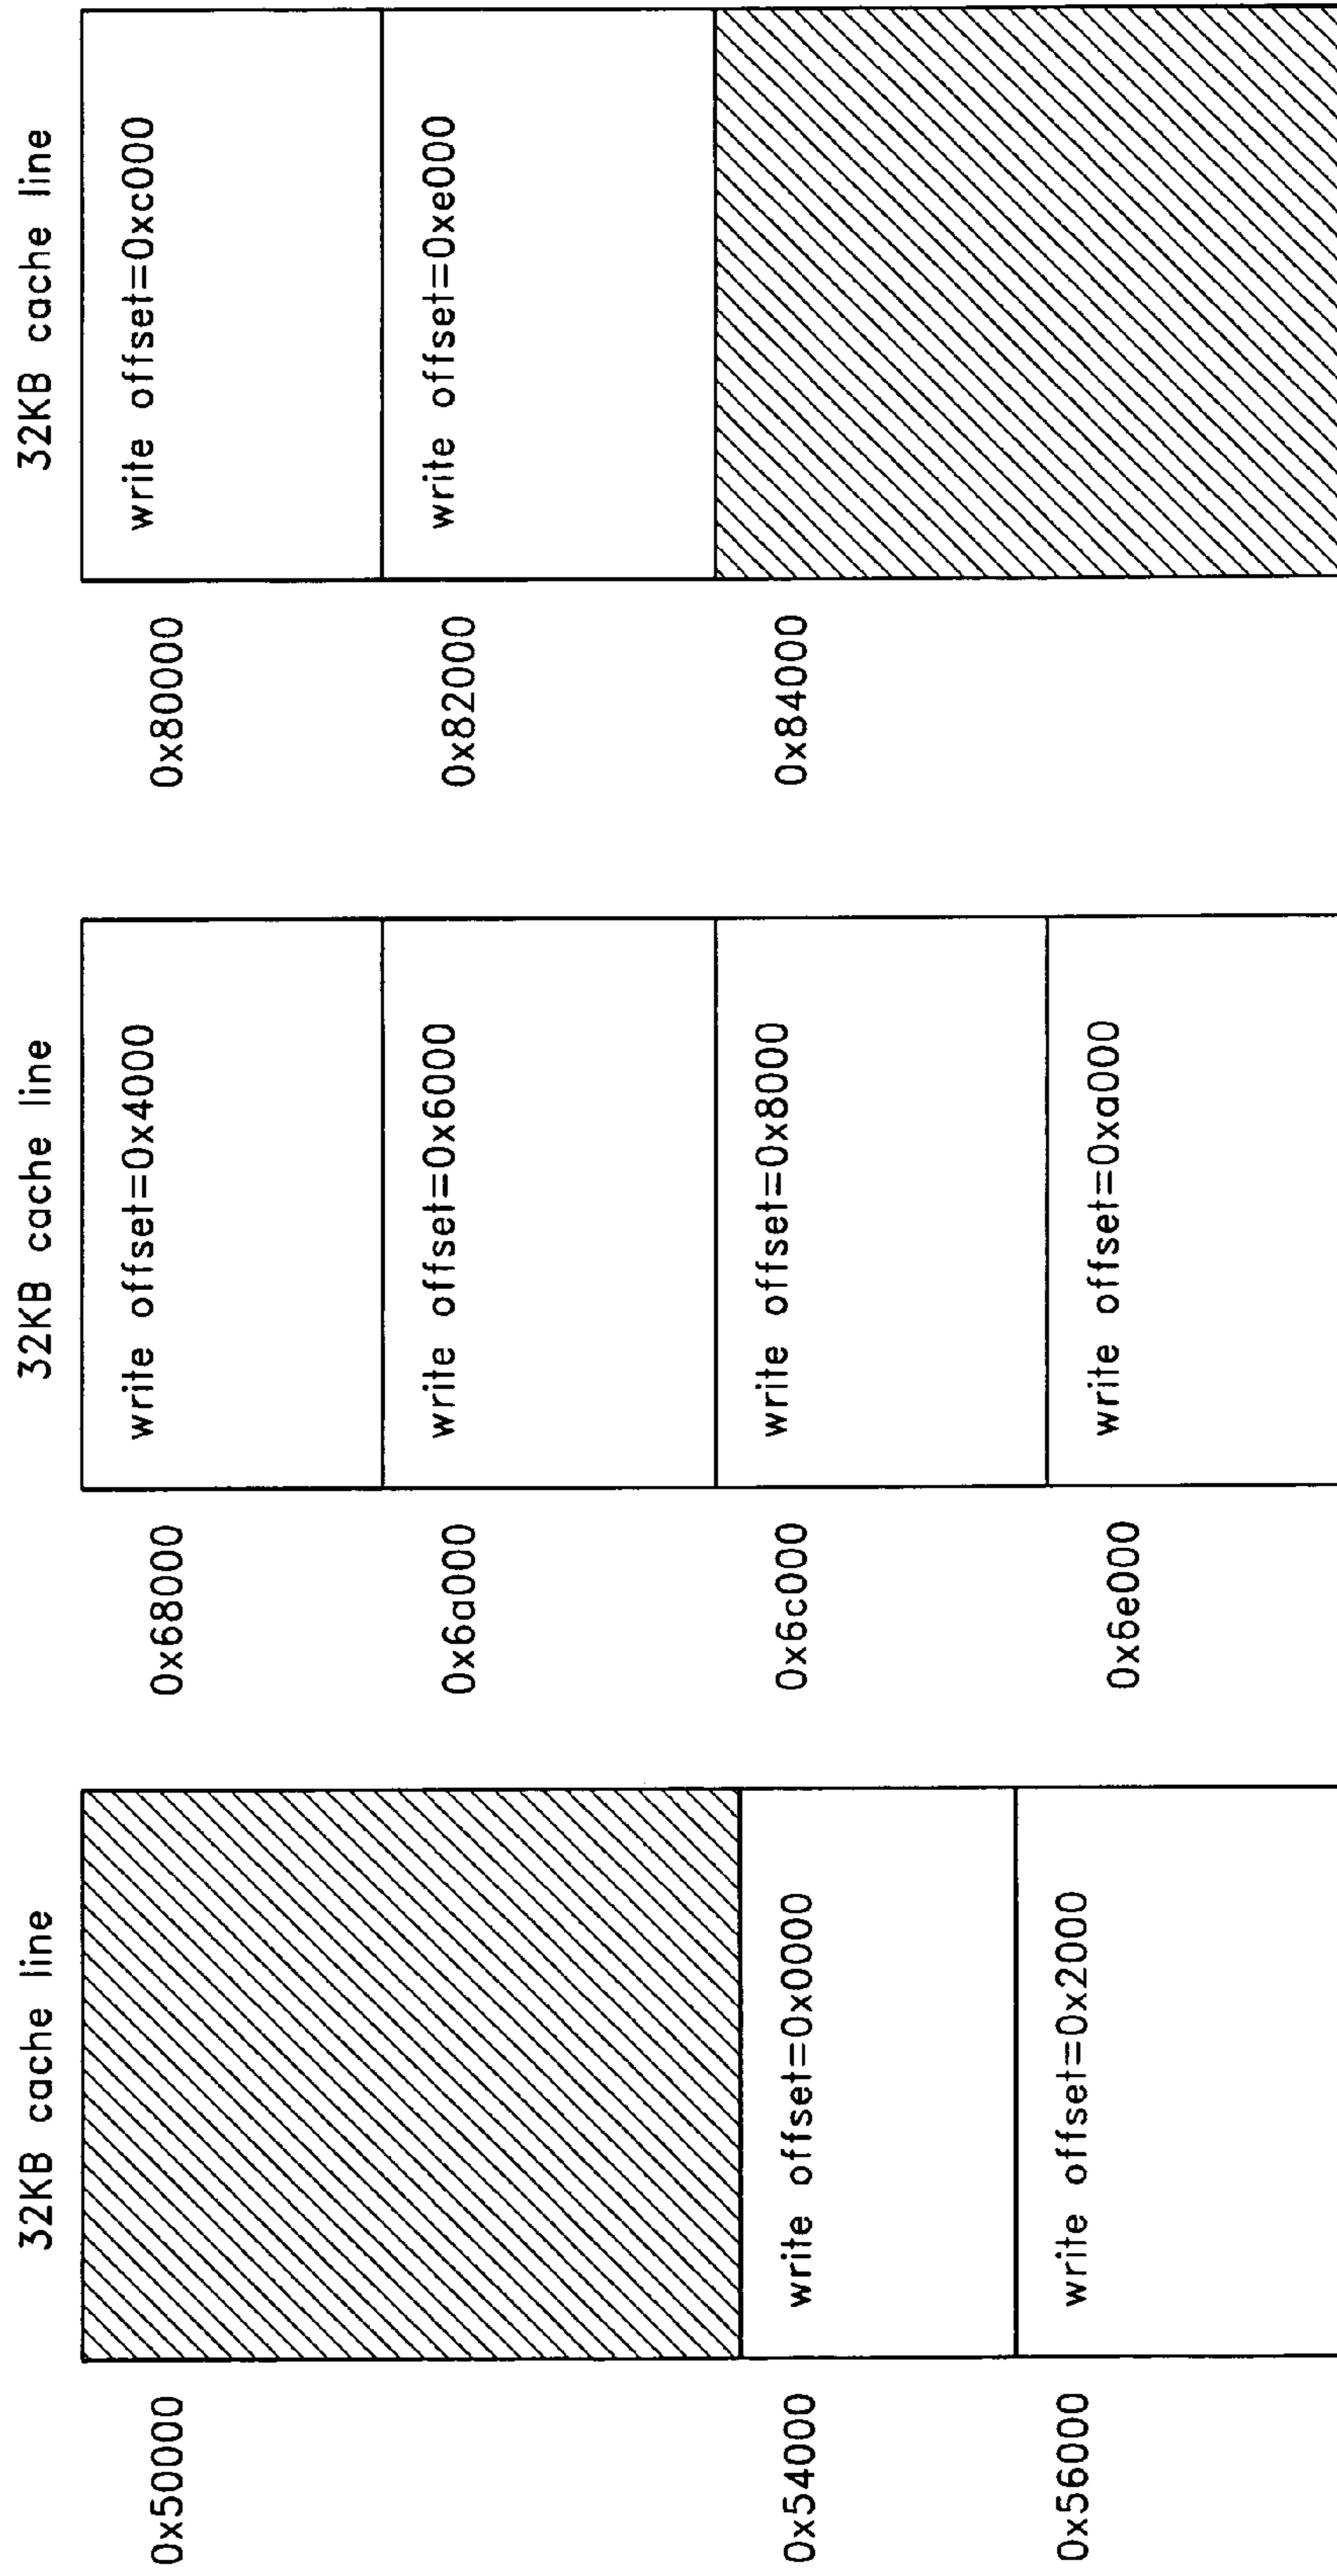 32KB cache line
0x50000
0x54000
write offset=0x0000
0x56000
write offset=0x2000
32KB cache line
0x68000
write offset=0x4000
0x6a000
write offset=0x6000
0x6c000
write offset=0x8000
0x6e000
write offset=0xa000
32KB cache line
0x80000
write offset=0xc000
0x82000
write offset=0xe000
0x84000